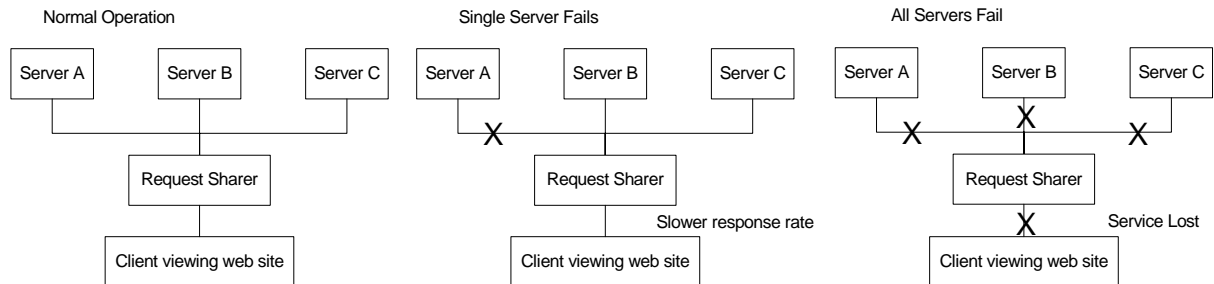 Normal Operation
Server A
Server B
Server C
Request Sharer
Client viewing web site
Single Server Fails
Server A
Server B
Server C
X
Request Sharer
Slower response rate
Client viewing web site
All Servers Fail
Server A
Server B
Server C
X
X
X
Request Sharer
X
Service Lost
Client viewing web site